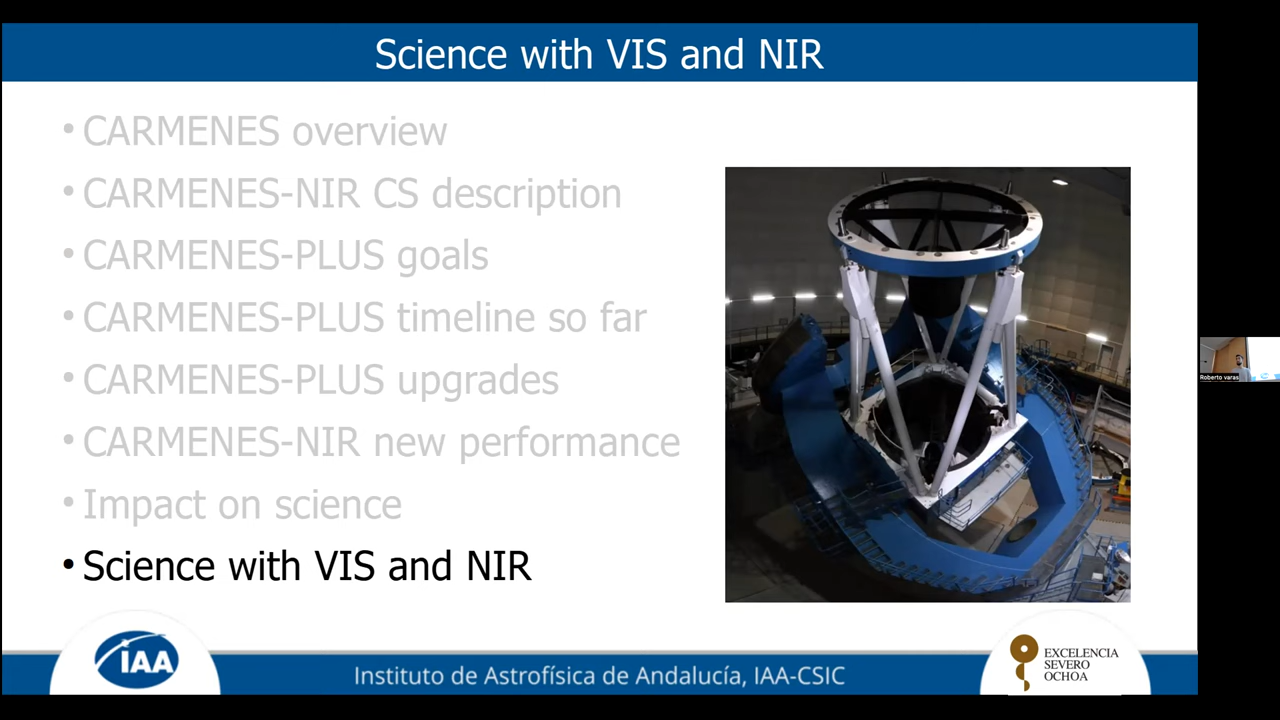 Science with VIS and NIR
• CARMENES overview
• CARMENES-NIR CS description
• CARMENES-PLUS goals
• CARMENES-PLUS timeline so far
• CARMENES-PLUS upgrades
• CARMENES-NIR new performance
• Impact on science
• Science with VIS and NIR
Roberto varas
IAA
Instituto de Astrofísica de Andalucía, IAA-CSIC
EXCELENCIA
SEVERO
OCHOA